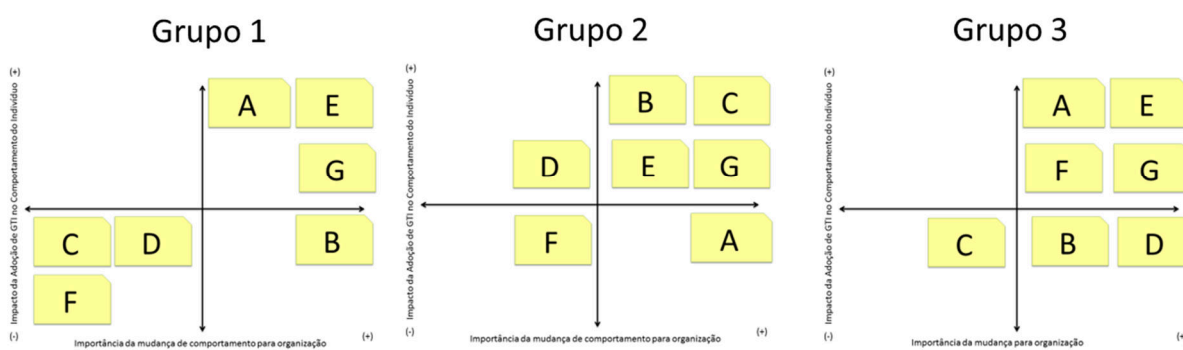 Grupo 1
(+)
Impacto da Adoção de GTI no Comportamento do Indivíduo
A E
G
C D B
F
(-)
(+)
Importância da mudança de comportamento para organização
Grupo 2
(+)
Impacto da Adoção de GTI no Comportamento do Indivíduo
B C
D E G
F A
(-)
(+)
Importância da mudança de comportamento para organização
Grupo 3
(+)
Impacto da Adoção de GTI no Comportamento do Indivíduo
A E
F G
C B D
(-)
(+
Importância da mudança para organização